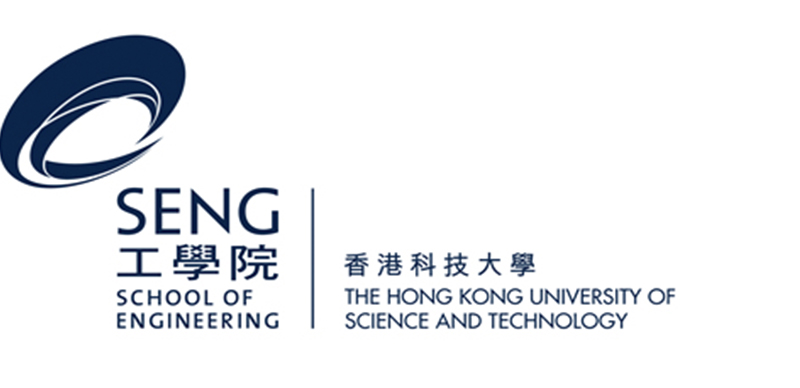 SENG
工學院
SCHOOL OF
ENGINEERING
香港科技大學
THE HONG KONG UNIVERSITY OF
SCIENCE AND TECHNOLOGY